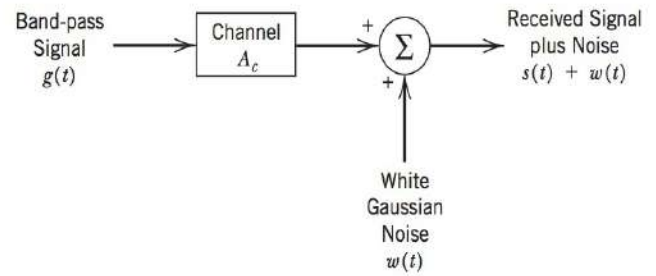 Band-pass
Signal
g(t)
Channel
A_c
+
Σ
+
Received Signal
plus Noise
s(t) + w(t)
White
Gaussian
Noise
w(t)